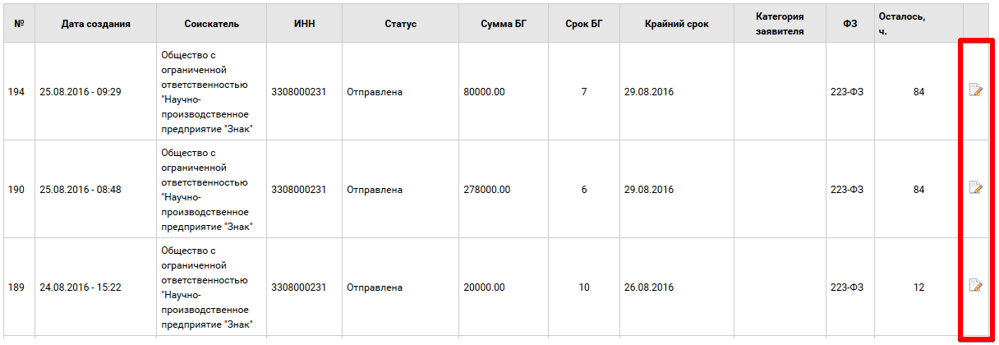 № Дата создания Соискатель ИНН Статус Сумма БГ Срок БГ Крайний срок Категория заявителя ФЗ Осталось, ч.
194 25.08.2016 - 09:29
Общество с
ограниченной
ответственностью
"Научно-
производственное
предприятие "Знак"
3308000231 Отправлена 80000.00 7 29.08.2016 223-ФЗ 84
190 25.08.2016 - 08:48
Общество с
ограниченной
ответственностью
"Научно-
производственное
предприятие "Знак"
3308000231 Отправлена 278000.00 6 29.08.2016 223-ФЗ 84
189 24.08.2016 - 15:22
Общество с
ограниченной
ответственностью
"Научно-
производственное
предприятие "Знак"
3308000231 Отправлена 20000.00 10 26.08.2016 223-ФЗ 12